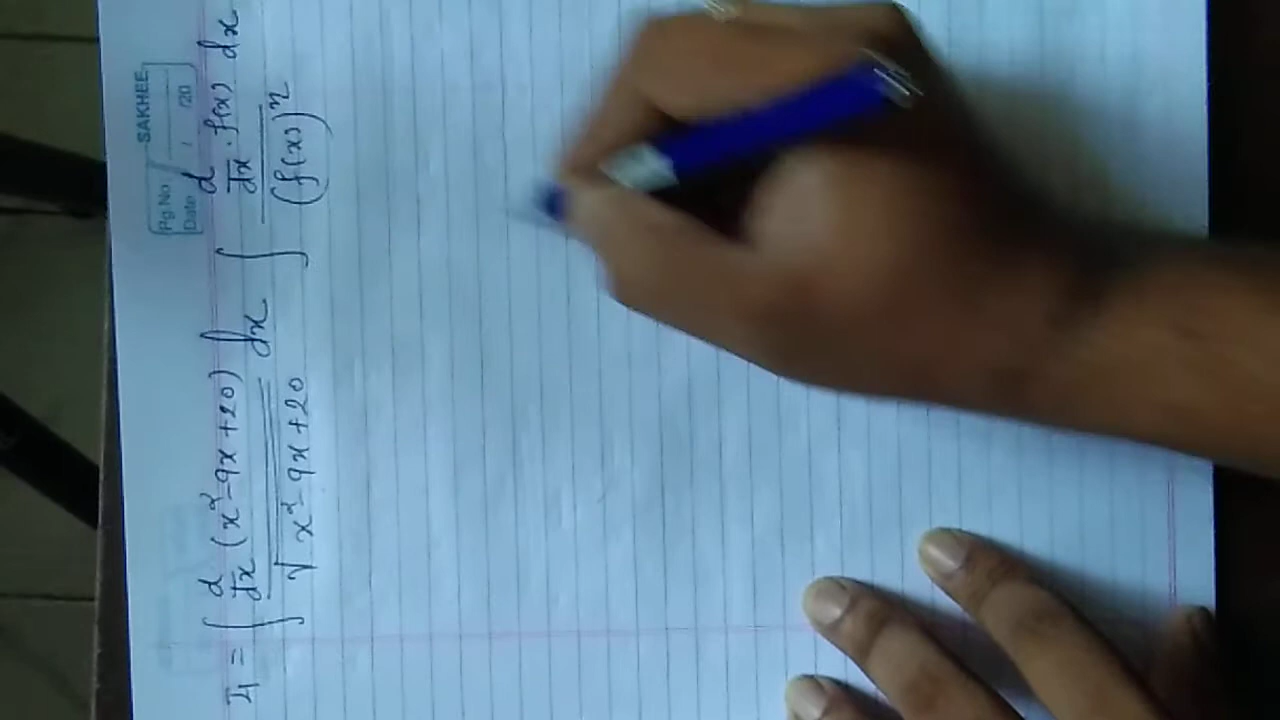 SAKHEE
Pg No
Date / /20
I₁ = ∫ d/dx (x² - 9x + 20) / √x² - 9x + 20 dx ∫ d/dx · f(x) / (f(x))ⁿ dx